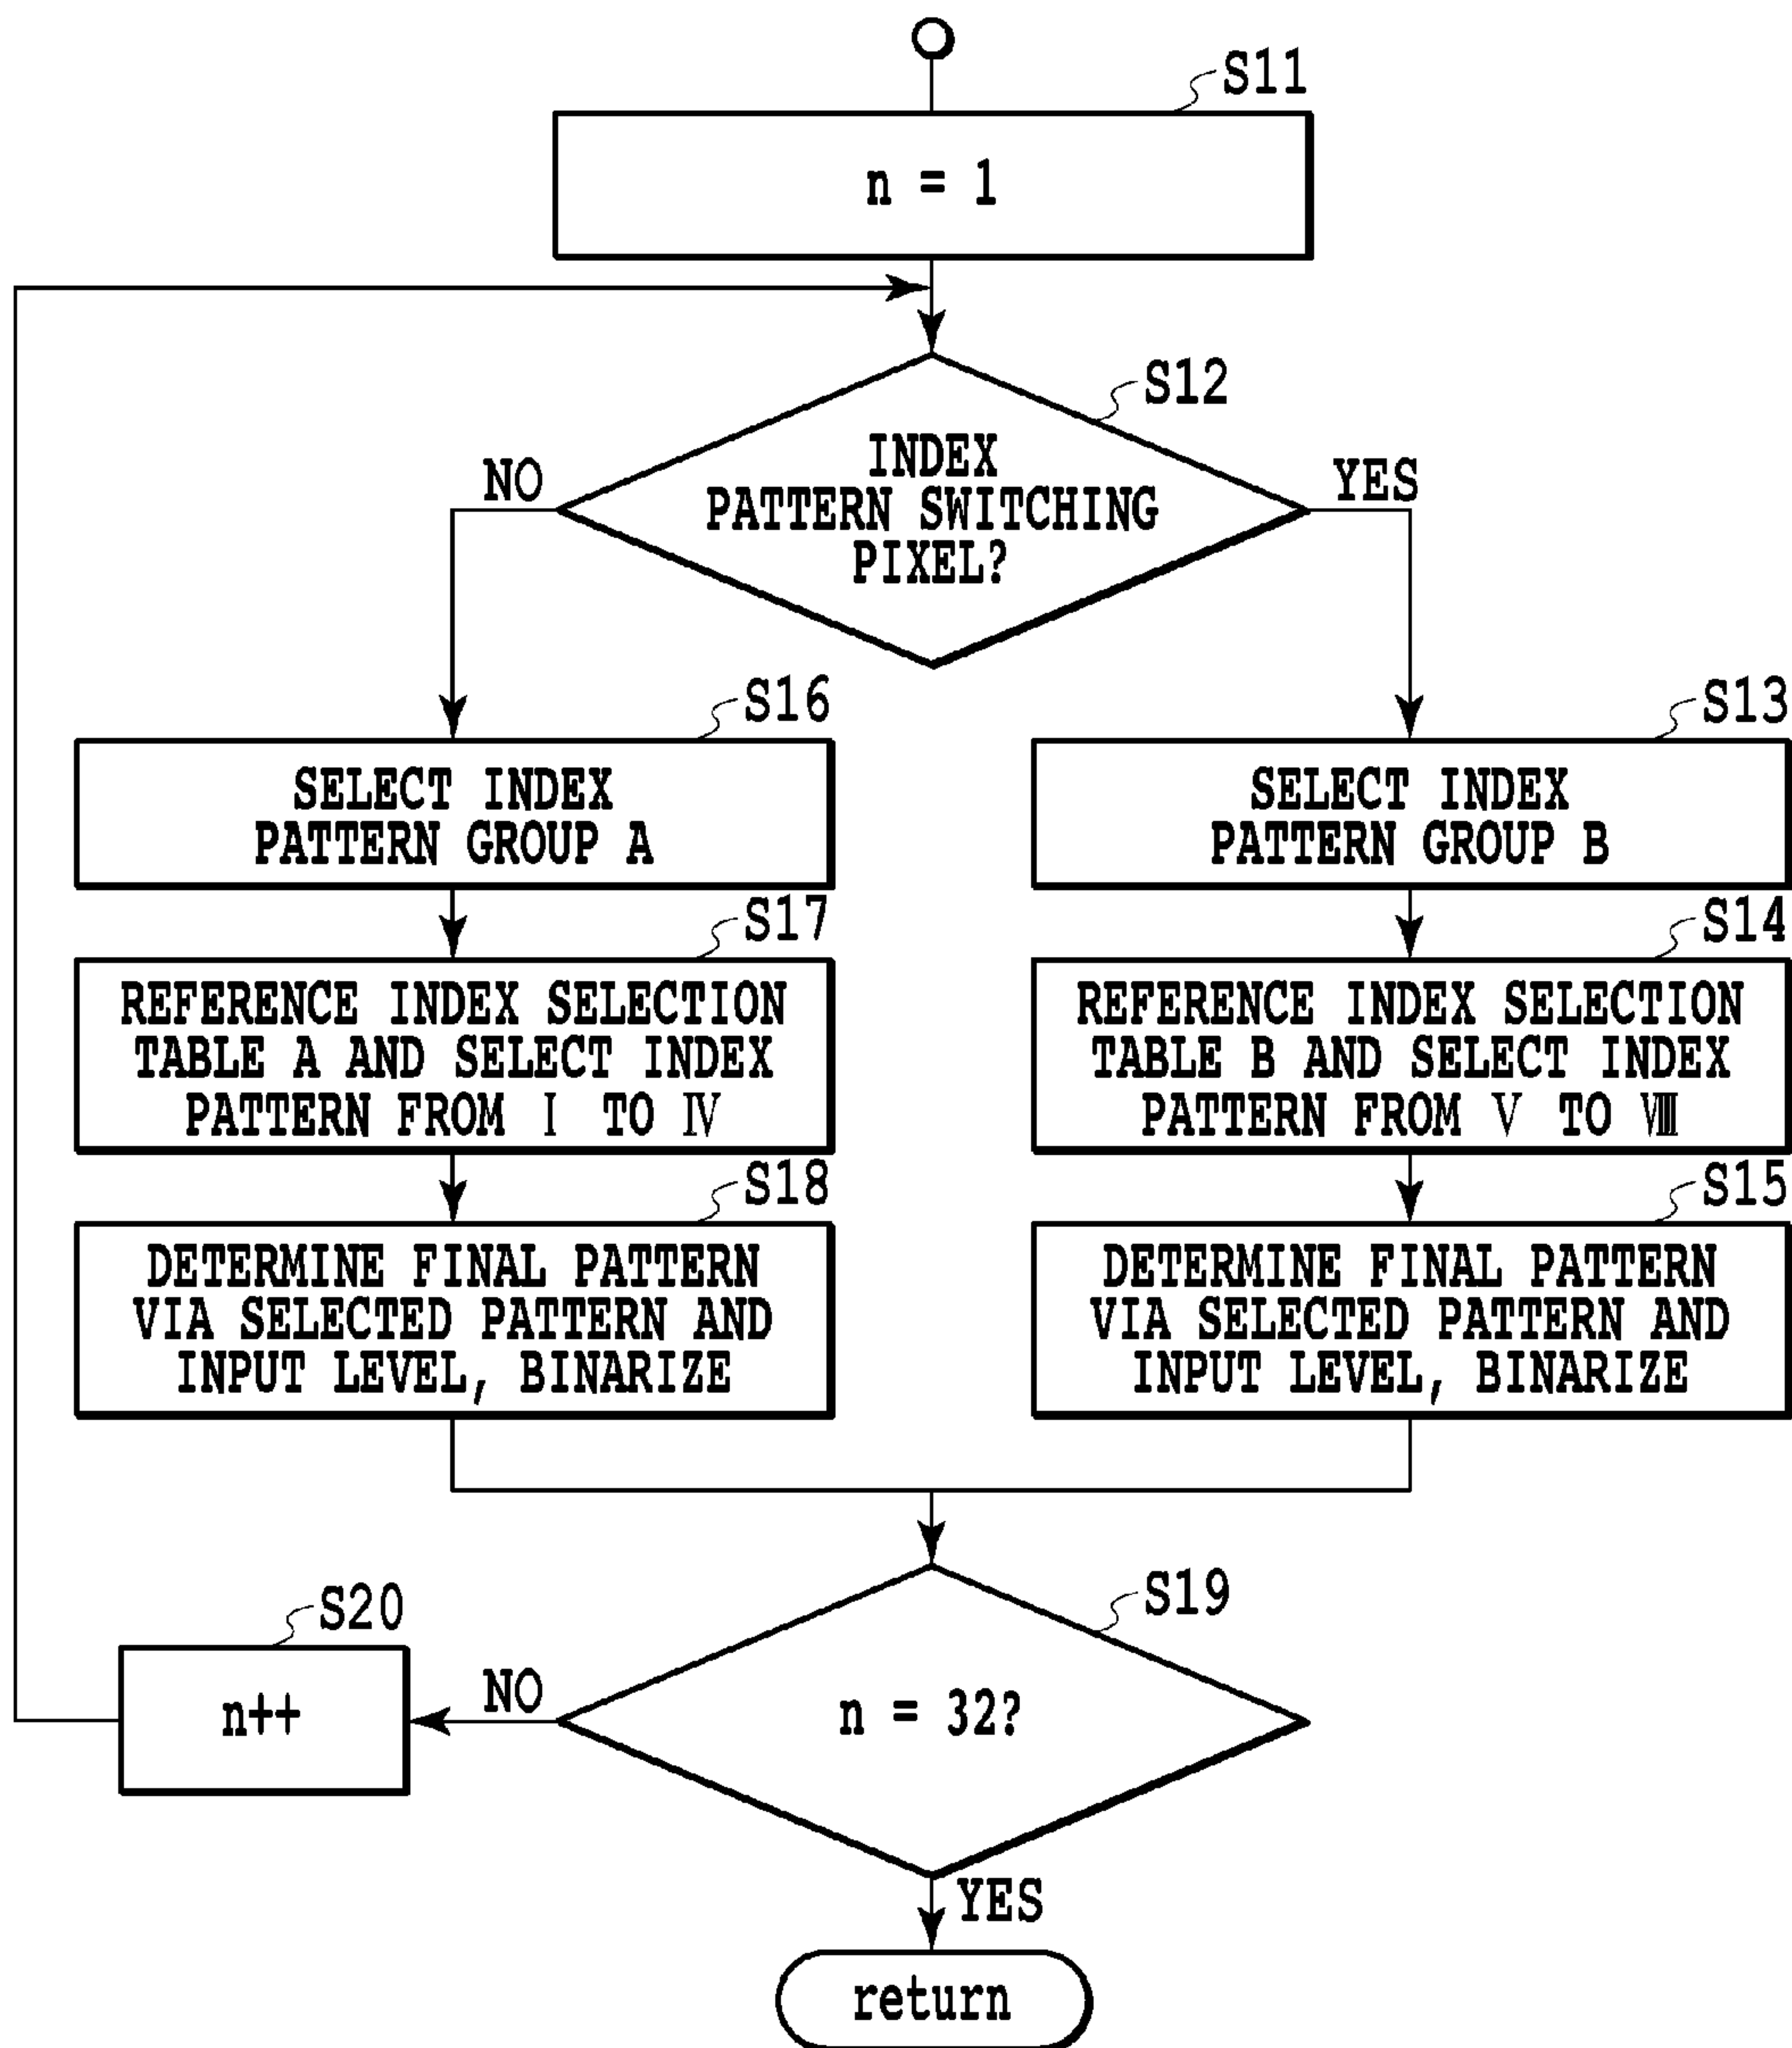 S11
n = 1
S12
INDEX
PATTERN SWITCHING
PIXEL?
NO
YES
S16
SELECT INDEX
PATTERN GROUP A
S13
SELECT INDEX
PATTERN GROUP B
S17
REFERENCE INDEX SELECTION
TABLE A AND SELECT INDEX
PATTERN FROM Ⅰ TO Ⅳ
S14
REFERENCE INDEX SELECTION
TABLE B AND SELECT INDEX
PATTERN FROM Ⅴ TO Ⅷ
S18
DETERMINE FINAL PATTERN
VIA SELECTED PATTERN AND
INPUT LEVEL, BINARIZE
S15
DETERMINE FINAL PATTERN
VIA SELECTED PATTERN AND
INPUT LEVEL, BINARIZE
S19
n = 32?
NO
S20
n++
YES
return